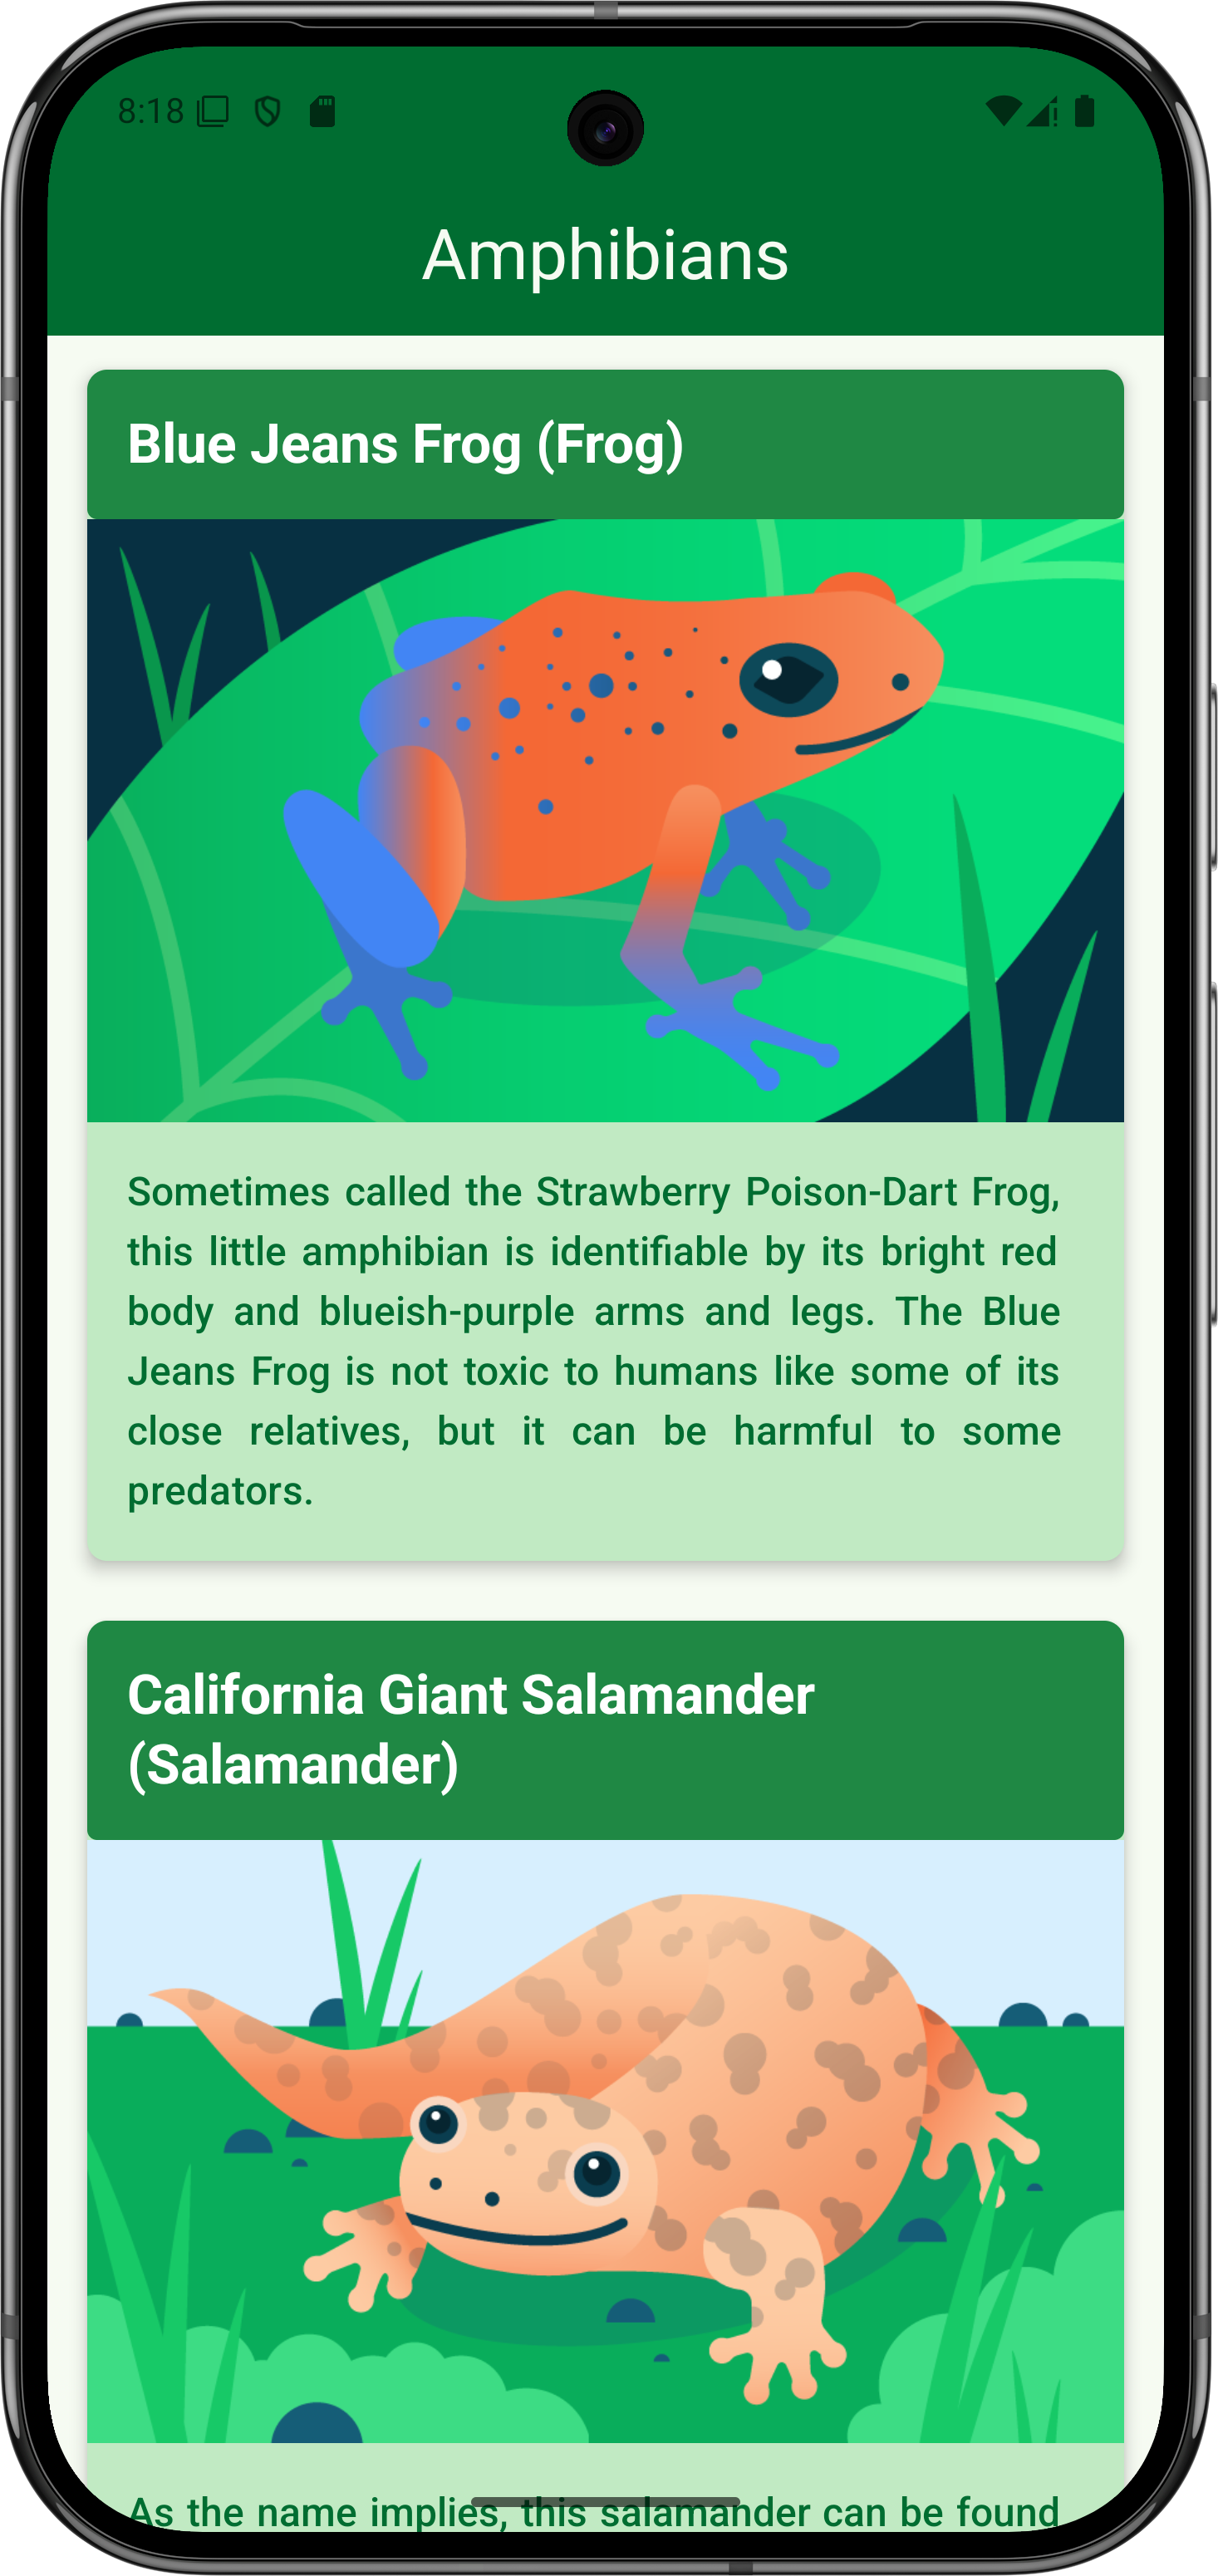 8:18
Amphibians
Blue Jeans Frog (Frog)
Sometimes called the Strawberry Poison-Dart Frog,
this little amphibian is identifiable by its bright red
body and blueish-purple arms and legs. The Blue
Jeans Frog is not toxic to humans like some of its
close relatives, but it can be harmful to some
predators.
California Giant Salamander
(Salamander)
As the name implies, this salamander can be found